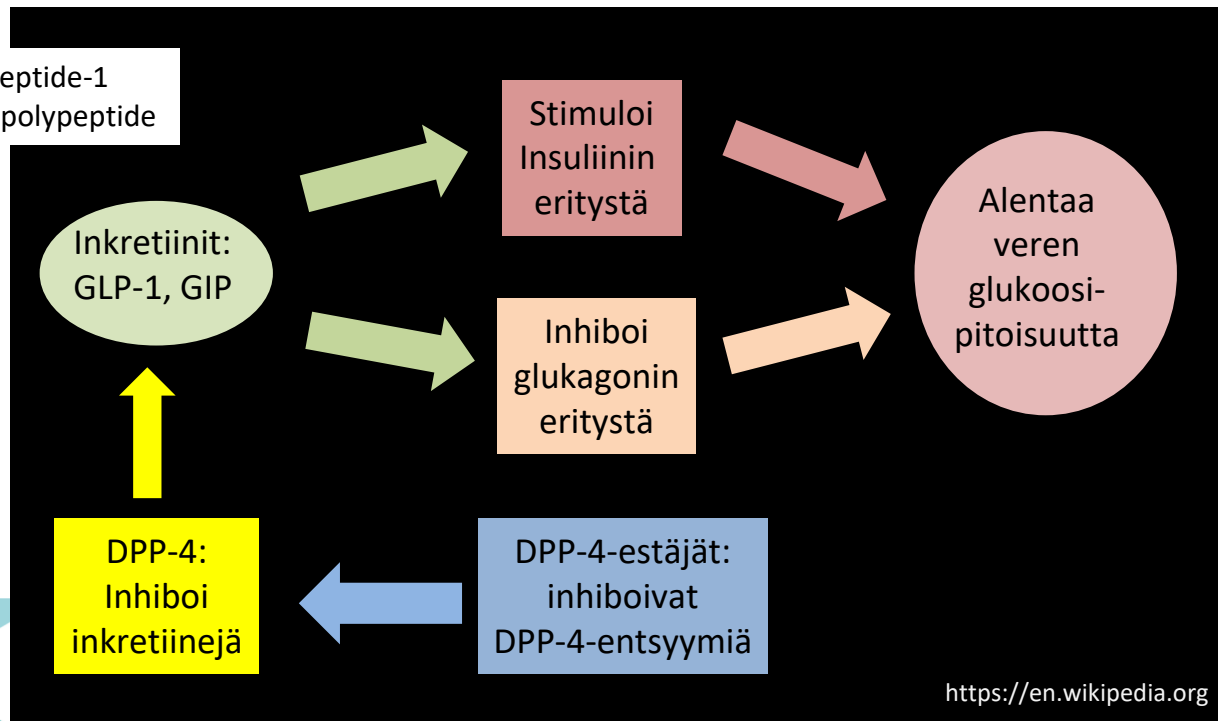 eptide-1
polypeptide
Stimuloi
Insuliinin
eritystä
Alentaa
veren
glukoosi-
pitoisuutta
Inkretiinit:
GLP-1, GIP
Inhiboi
glukagonin
eritystä
DPP-4:
Inhiboi
inkretiinejä
DPP-4-estäjät:
inhiboivat
DPP-4-entsyymiä
https://en.wikipedia.org